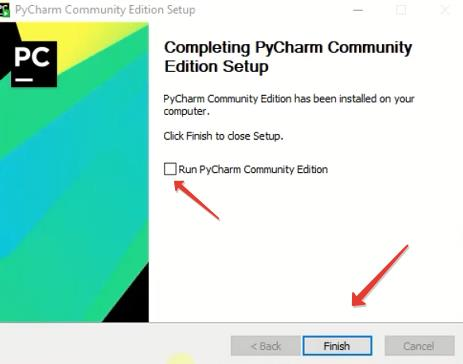 PyCharm Community Edition Setup
PC
Completing PyCharm Community
Edition Setup
PyCharm Community Edition has been installed on your
computer.
Click Finish to close Setup.
Run PyCharm Community Edition
< Back
Finish
Cancel